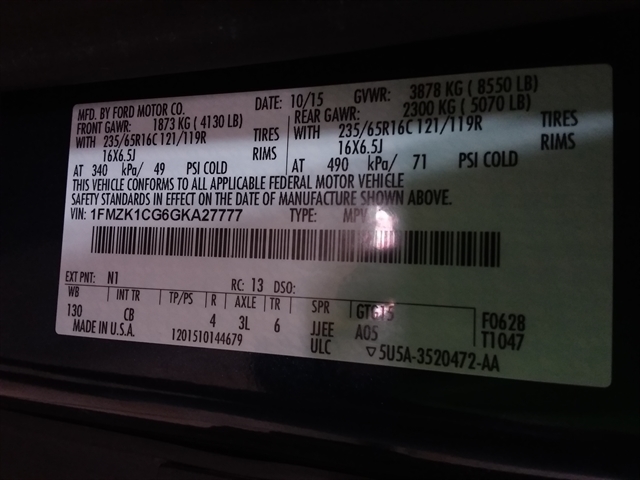 MFD. BY FORD MOTOR CO. DATE: 10/15 GVWR: 3878 KG ( 8550 LB)
FRONT GAWR: 1873 KG ( 4130 LB) REAR GAWR: 2300 KG ( 5070 LB)
WITH 235/65R16C 121/119R TIRES WITH 235/65R16C 121/119R TIRES
16X6.5J RIMS 16X6.5J RIMS
AT 340 kPa/ 49 PSI COLD AT 490 kPa/ 71 PSI COLD
THIS VEHICLE CONFORMS TO ALL APPLICABLE FEDERAL MOTOR VEHICLE
SAFETY STANDARDS IN EFFECT ON THE DATE OF MANUFACTURE SHOWN ABOVE.
VIN: 1FMZK1CG6GKA27777 TYPE: MPV
EXT PNT: N1 RC: 13 DSO:
WB INT TR TP/PS R AXLE TR SPR GTG15 F0628
130 CB 4 3L 6 JJEE A05 T1047
MADE IN U.S.A. 1201510144679 ULC 5U5A-3520472-AA